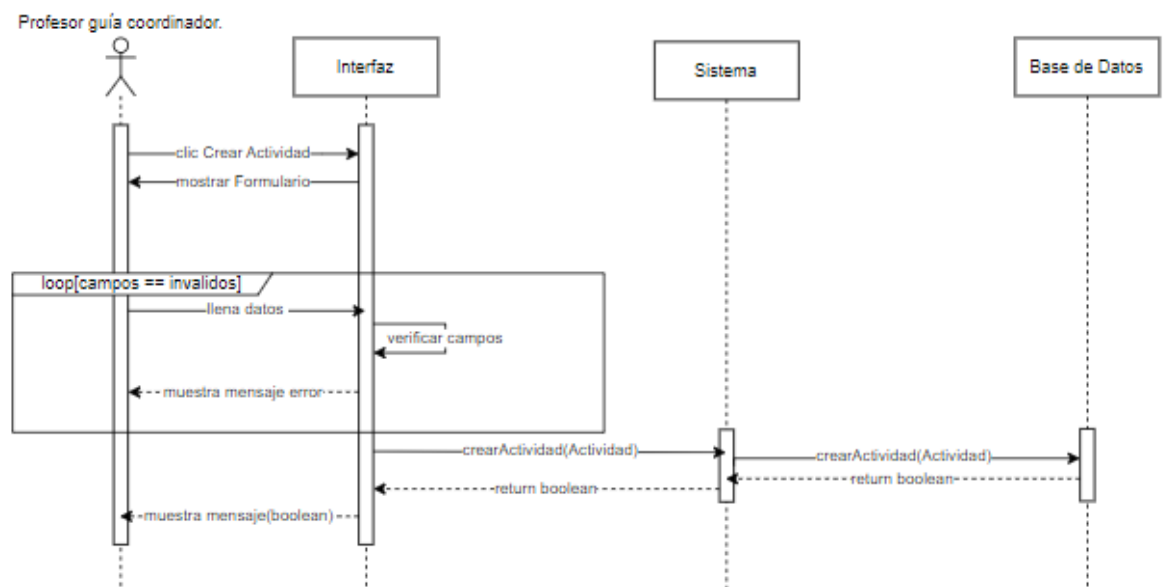 Profesor guía coordinador.
Interfaz
Sistema
Base de Datos
clic Crear Actividad
mostrar Formulario
loop[campos == invalidos]
llena datos
verificar campos
muestra mensaje error
crearActividad(Actividad)
crearActividad(Actividad)
return boolean
return boolean
muestra mensaje(boolean)